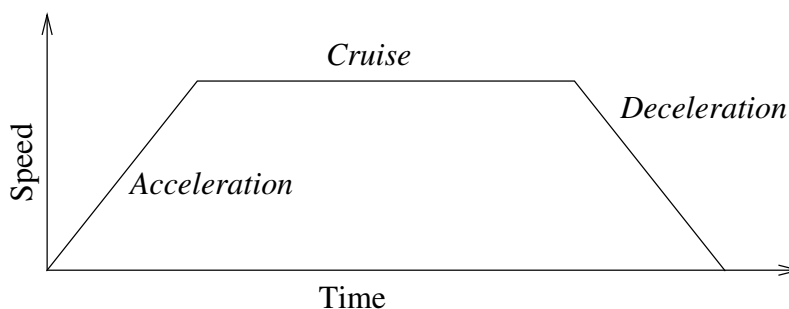 Cruise
Deceleration
Speed
Acceleration
Time